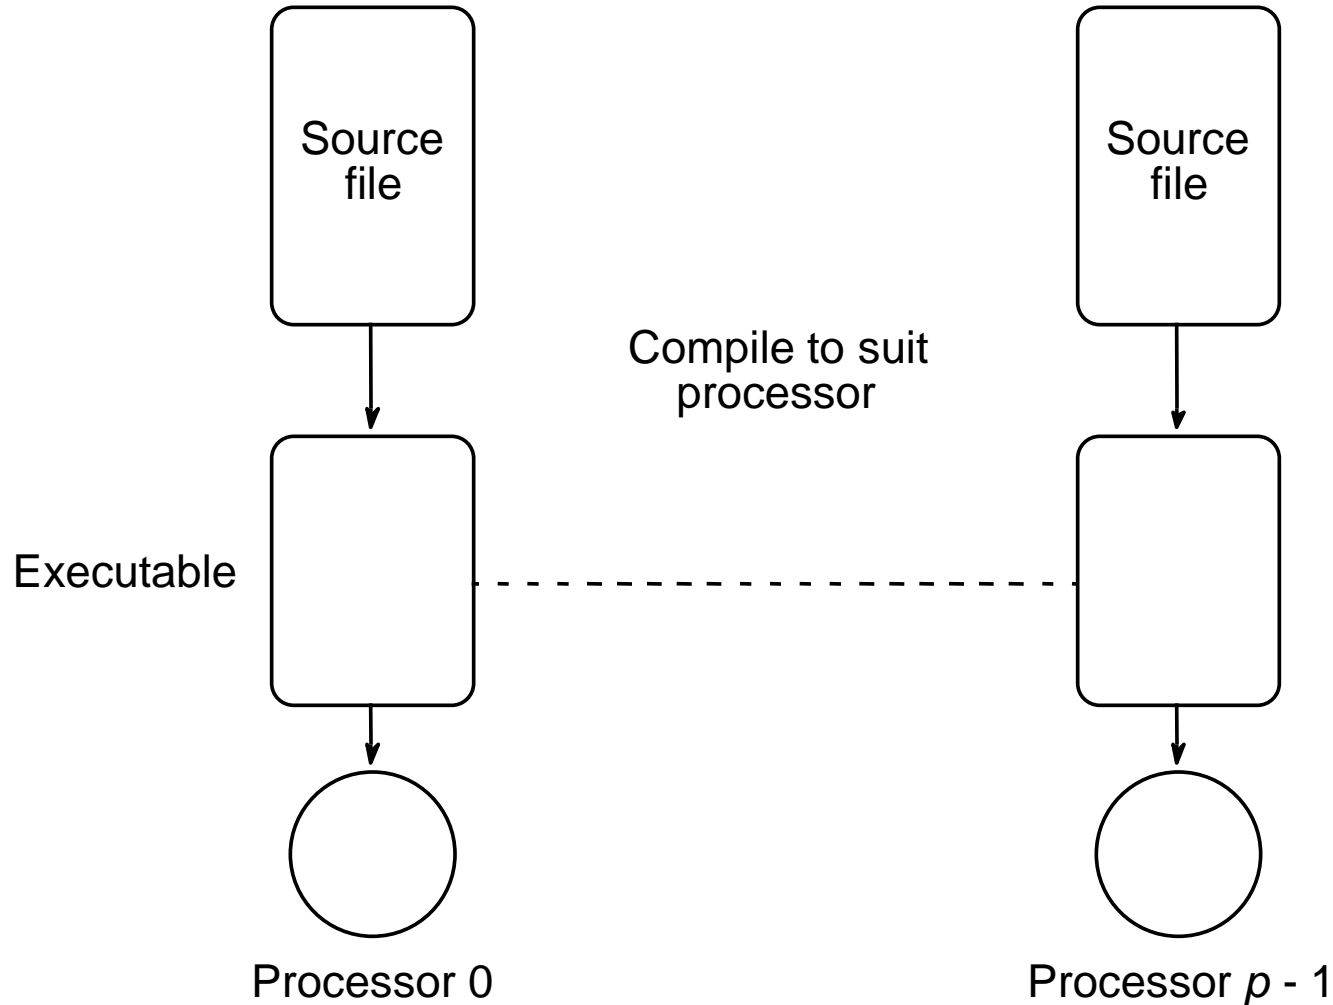 Source
file
Source
file
Compile to suit
processor
Executable
Processor 0
Processor p - 1